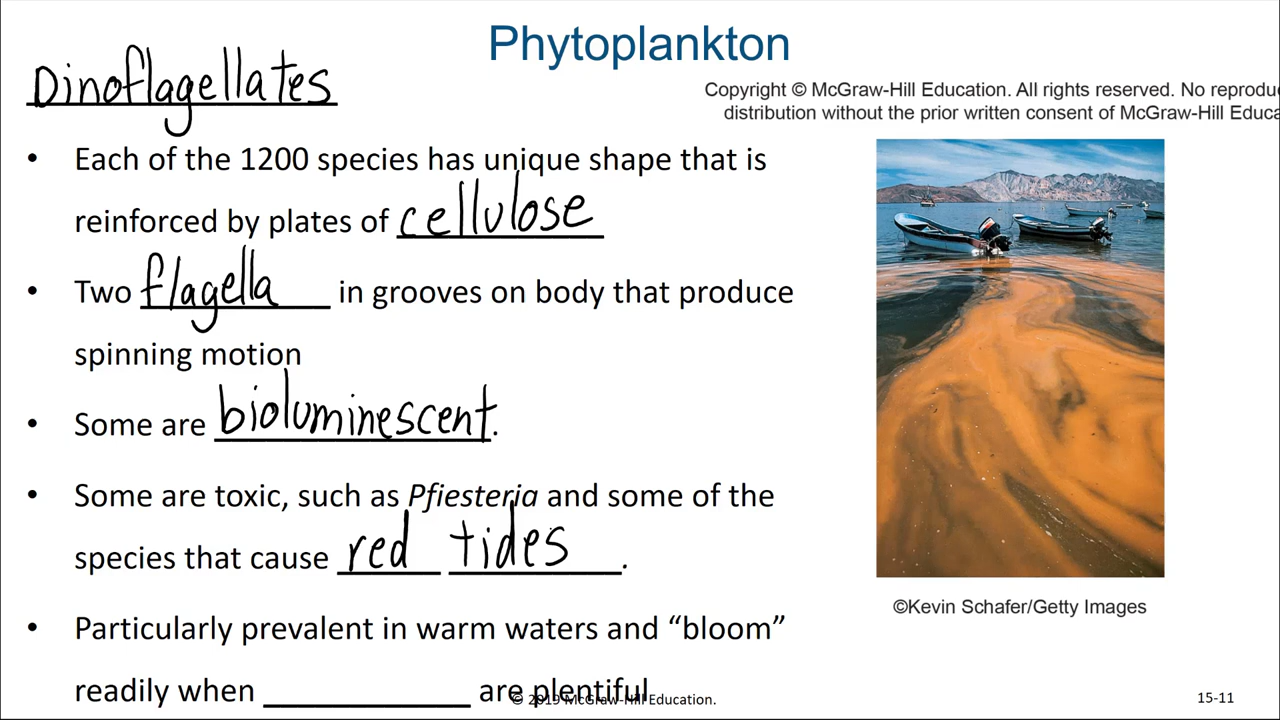 Phytoplankton
Dinoflagellates
Copyright © McGraw-Hill Education. All rights reserved. No
distribution without the prior written consent of McGraw-Hill
• Each of the 1200 species has unique shape that is
reinforced by plates of cellulose
• Two flagella in grooves on body that produce
spinning motion
• Some are bioluminescent.
• Some are toxic, such as Pfiesteria and some of the
species that cause red tides.
©Kevin Schafer/Getty Images
• Particularly prevalent in warm waters and “bloom”
readily when __________ are plentiful
© 2019 McGraw-Hill Education.
15-11